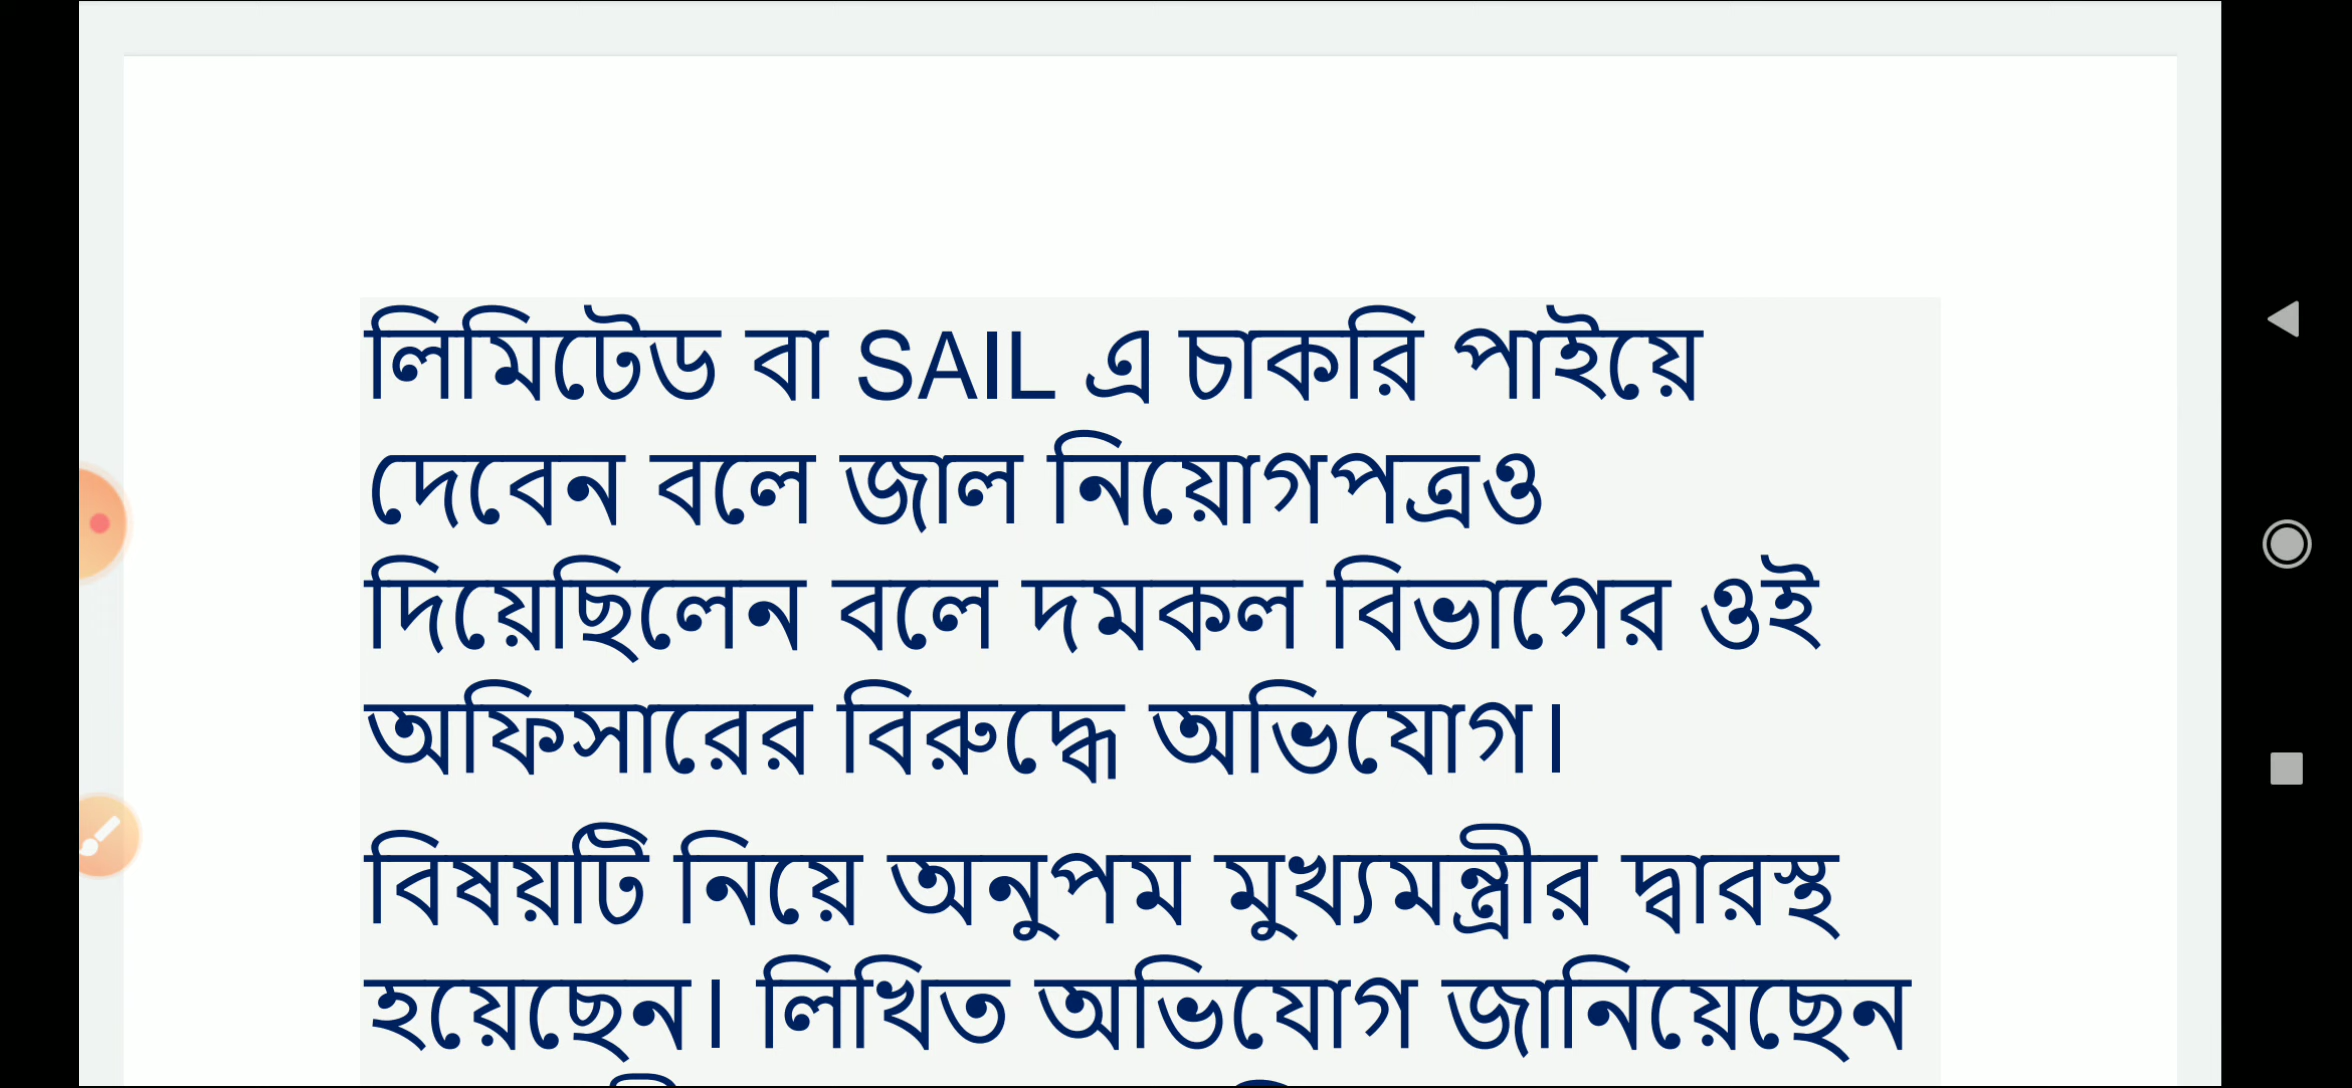 লিমিটেড বা SAIL এ চাকরি পাইয়ে
দেবেন বলে জাল নিয়োগপত্রও
দিয়েছিলেন বলে দমকল বিভাগের ওই
অফিসারের বিরুদ্ধে অভিযোগ।
বিষয়টি নিয়ে অনুপম মুখ্যমন্ত্রীর দ্বারস্থ
হয়েছেন। লিখিত অভিযোগ জানিয়েছেন